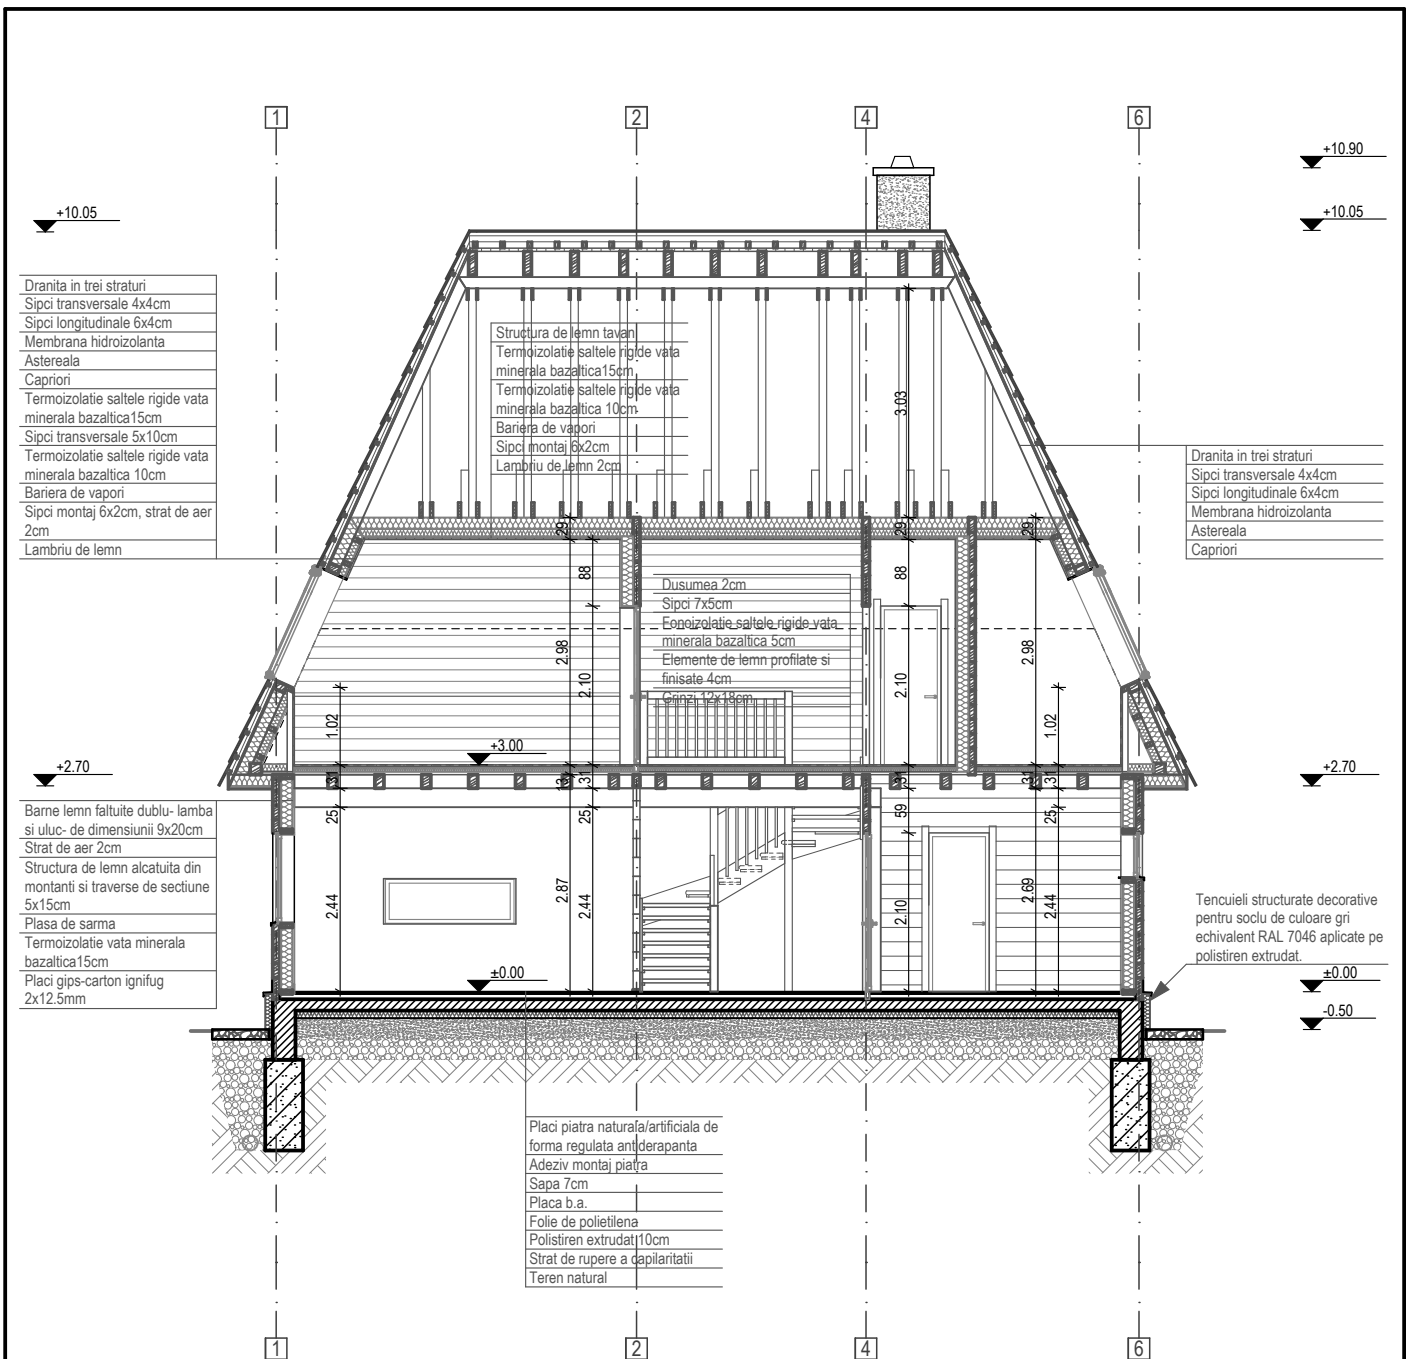 1
2
4
6
+10.90
+10.05
+10.05
Dranita in trei straturi
Sipci transversale 4x4cm
Sipci longitudinale 6x4cm
Membrana hidroizolanta
Astereala
Capriori
Termoizolatie saltele rigide vata
minerala bazaltica15cm
Sipci transversale 5x10cm
Termoizolatie saltele rigide vata
minerala bazaltica 10cm
Bariera de vapori
Sipci montaj 6x2cm, strat de aer
2cm
Lambriu de lemn
Structura de lemn tavan
Termoizolatie saltele rigide vata
minerala bazaltica15cm
Termoizolatie saltele rigide vata
minerala bazaltica 10cm
Bariera de vapori
Sipci montaj 6x2cm
Lambriu de lemn 2cm
3.03
Dranita in trei straturi
Sipci transversale 4x4cm
Sipci longitudinale 6x4cm
Membrana hidroizolanta
Astereala
Capriori
29
29
29
88
88
Dusumea 2cm
Sipci 7x5cm
Fonoizolatie saltele rigide vata
minerala bazaltica 5cm
Elemente de lemn profilate si
finisate 4cm
Grinzi 12x18cm
2.98
2.10
2.10
2.98
1.02
1.02
+3.00
+2.70
+2.70
31
13
31
31
31
31
25
25
59
25
Barne lemn faltuite dublu- lamba
si uluc- de dimensiunii 9x20cm
Strat de aer 2cm
Structura de lemn alcatuita din
montanti si traverse de sectiune
5x15cm
Plasa de sarma
Termoizolatie vata minerala
bazaltica15cm
Placi gips-carton ignifug
2x12.5mm
2.44
2.87
2.44
2.10
2.69
2.44
Tencuieli structurate decorative
pentru soclu de culoare gri
echivalent RAL 7046 aplicate pe
polistiren extrudat.
±0.00
±0.00
-0.50
Placi piatra naturala/artificiala de
forma regulata antiderapanta
Adeziv montaj piatra
Sapa 7cm
Placa b.a.
Folie de polietilena
Polistiren extrudat 10cm
Strat de rupere a capilaritatii
Teren natural
1
2
4
6